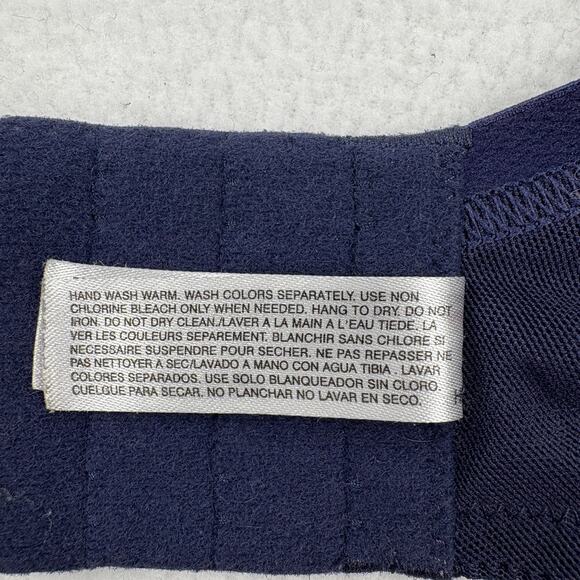 HAND WASH WARM. WASH COLORS SEPARATELY. USE NON
CHLORINE BLEACH ONLY WHEN NEEDED. HANG TO DRY. DO NOT
IRON. DO NOT DRY CLEAN./LAVER A LA MAIN A L'EAU TIEDE. LA
VER LES COULEURS SEPAREMENT. BLANCHIR SANS CHLORE SI
NECESSAIRE SUSPENDRE POUR SECHER. NE PAS REPASSER NE
PAS NETTOYER A SEC/LAVADO A MANO CON AGUA TIBIA . LAVAR
COLORES SEPARADOS. USE SOLO BLANQUEADOR SIN CLORO.
CUELGUE PARA SECAR. NO PLANCHAR NO LAVAR EN SECO.